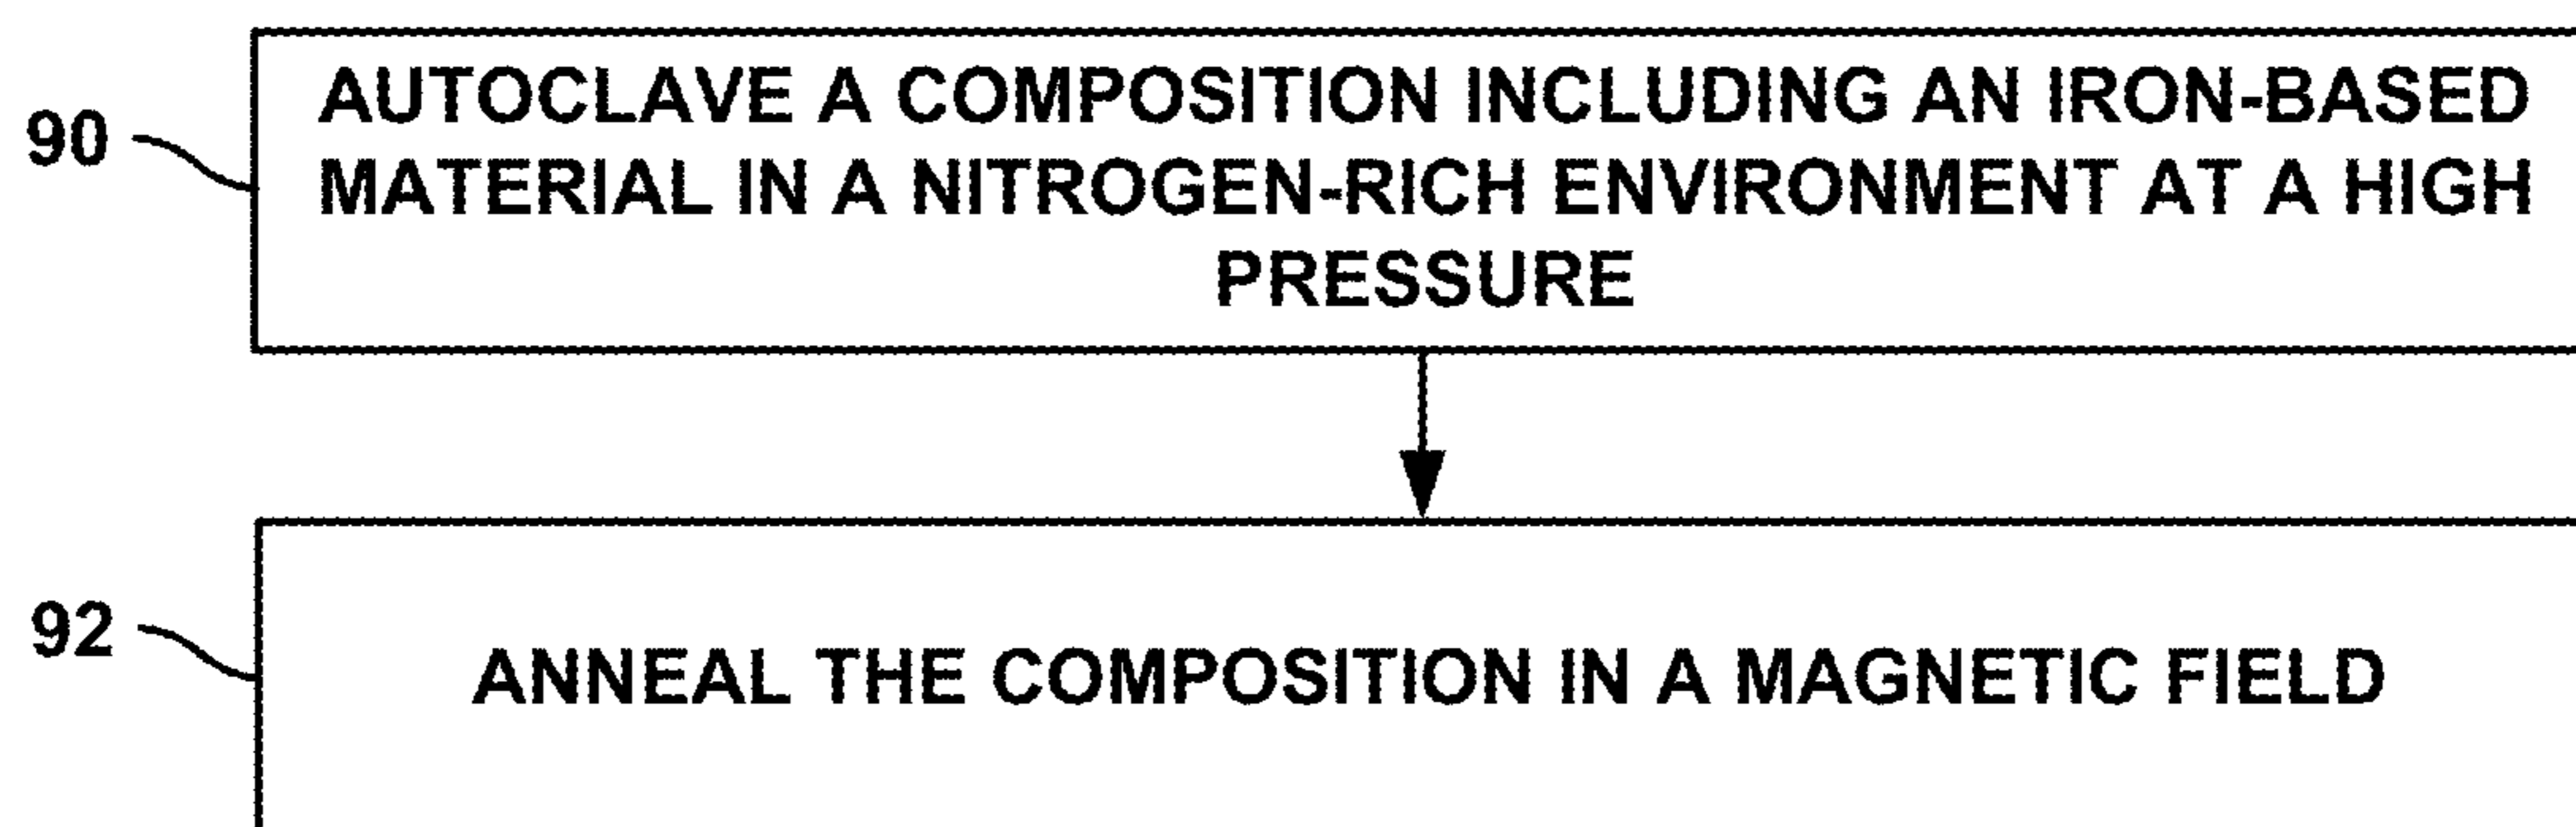 90
AUTOCLAVE A COMPOSITION INCLUDING AN IRON-BASED
MATERIAL IN A NITROGEN-RICH ENVIRONMENT AT A HIGH
PRESSURE
92
ANNEAL THE COMPOSITION IN A MAGNETIC FIELD